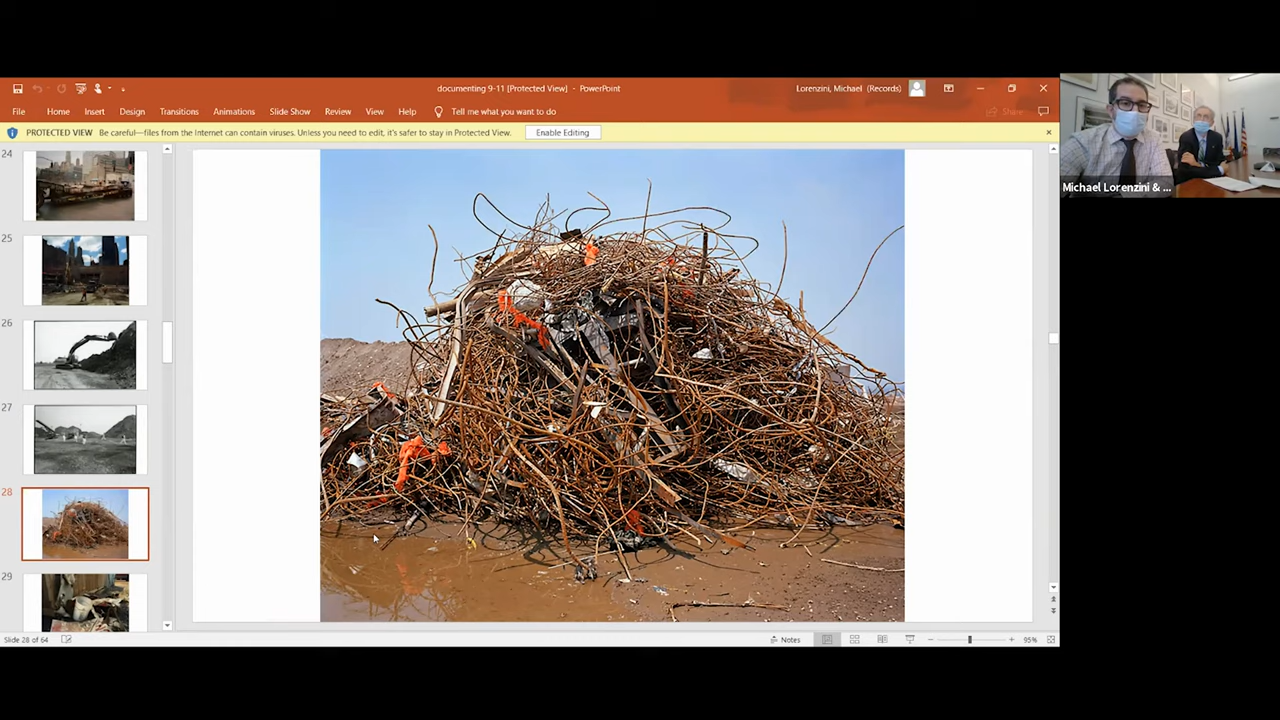 documenting 9-11 [Protected View] - PowerPoint
Lorenzini, Michael (Records)
File Home Insert Design Transitions Animations Slide Show Review View Help Tell me what you want to do
Share
PROTECTED VIEW Be careful—files from the Internet can contain viruses. Unless you need to edit, it's safer to stay in Protected View. Enable Editing
24
Michael Lorenzini & ...
25
26
27
28
29
Slide 28 of 64
Notes
95%